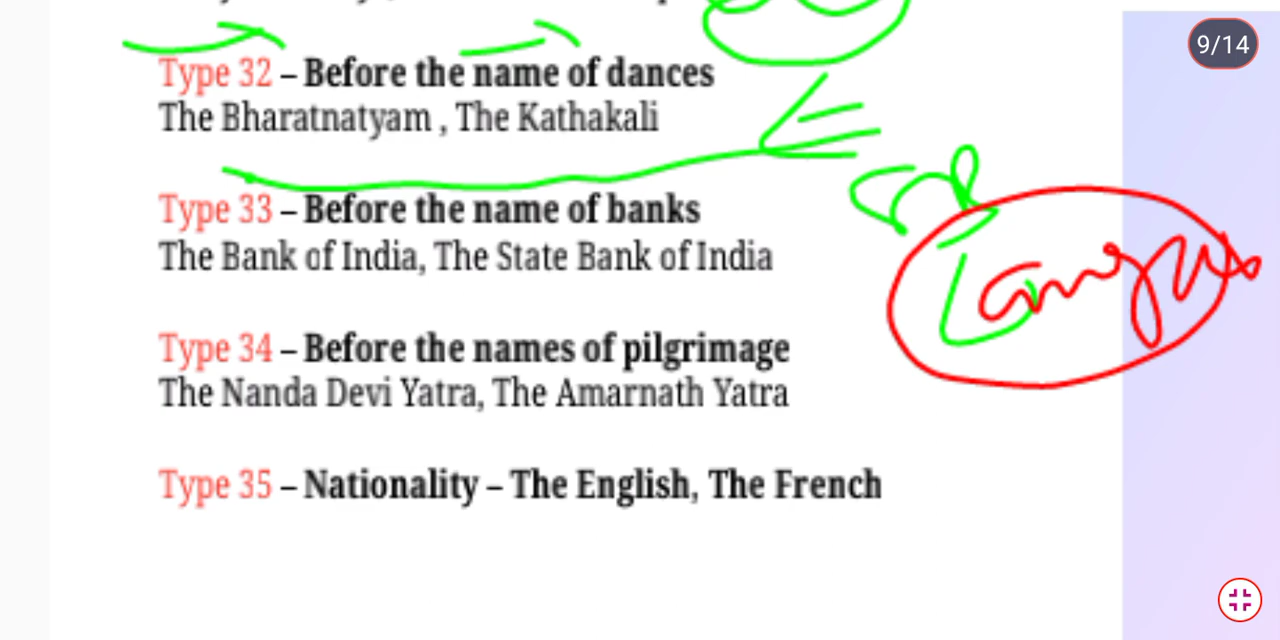 9/14
Type 32 – Before the name of dances
The Bharatnatyam , The Kathakali
Type 33 – Before the name of banks
The Bank of India, The State Bank of India
Type 34 – Before the names of pilgrimage
The Nanda Devi Yatra, The Amarnath Yatra
Type 35 – Nationality – The English, The French